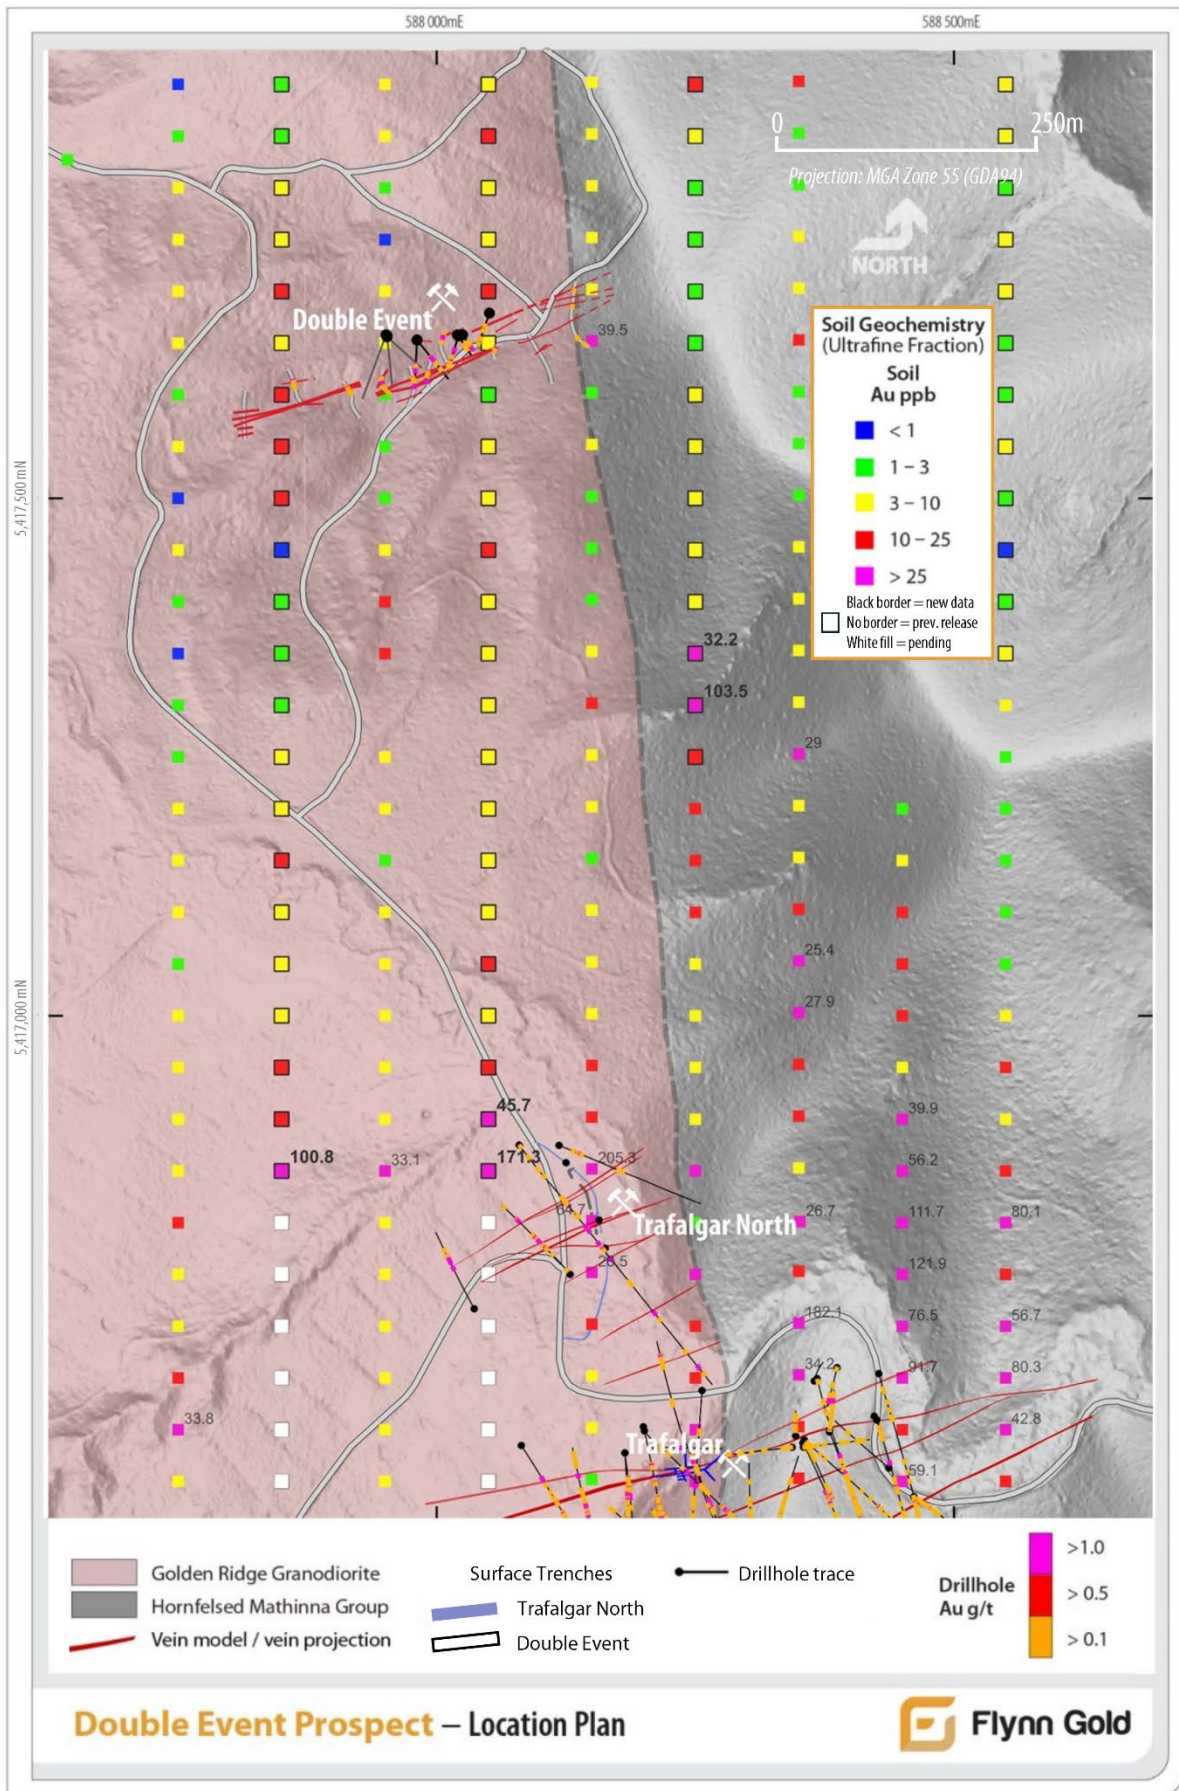 588 000mE
588 500mE
0
250m
Projection: MGA Zone 55 (GDA94)
NORTH
Double Event
39.5
Soil Geochemistry
(Ultrafine Fraction)
Soil
Au ppb
< 1
1 – 3
3 – 10
10 – 25
> 25
Black border = new data
No border = prev. release
White fill = pending
5,417,500 mN
32.2
103.5
29
25.4
27.9
5,417,000 mN
45.7
39.9
100.8
33.1
171.3
205.3
56.2
64.7
Trafalgar North
26.7
111.7
80.1
26.5
121.9
182.1
76.5
56.7
34.2
91.7
80.3
33.8
42.8
Trafalgar
59.1
Golden Ridge Granodiorite
Hornfelsed Mathinna Group
Vein model / vein projection
Surface Trenches
Trafalgar North
Double Event
Drillhole trace
Drillhole
Au g/t
>1.0
> 0.5
> 0.1
Double Event Prospect – Location Plan
Flynn Gold